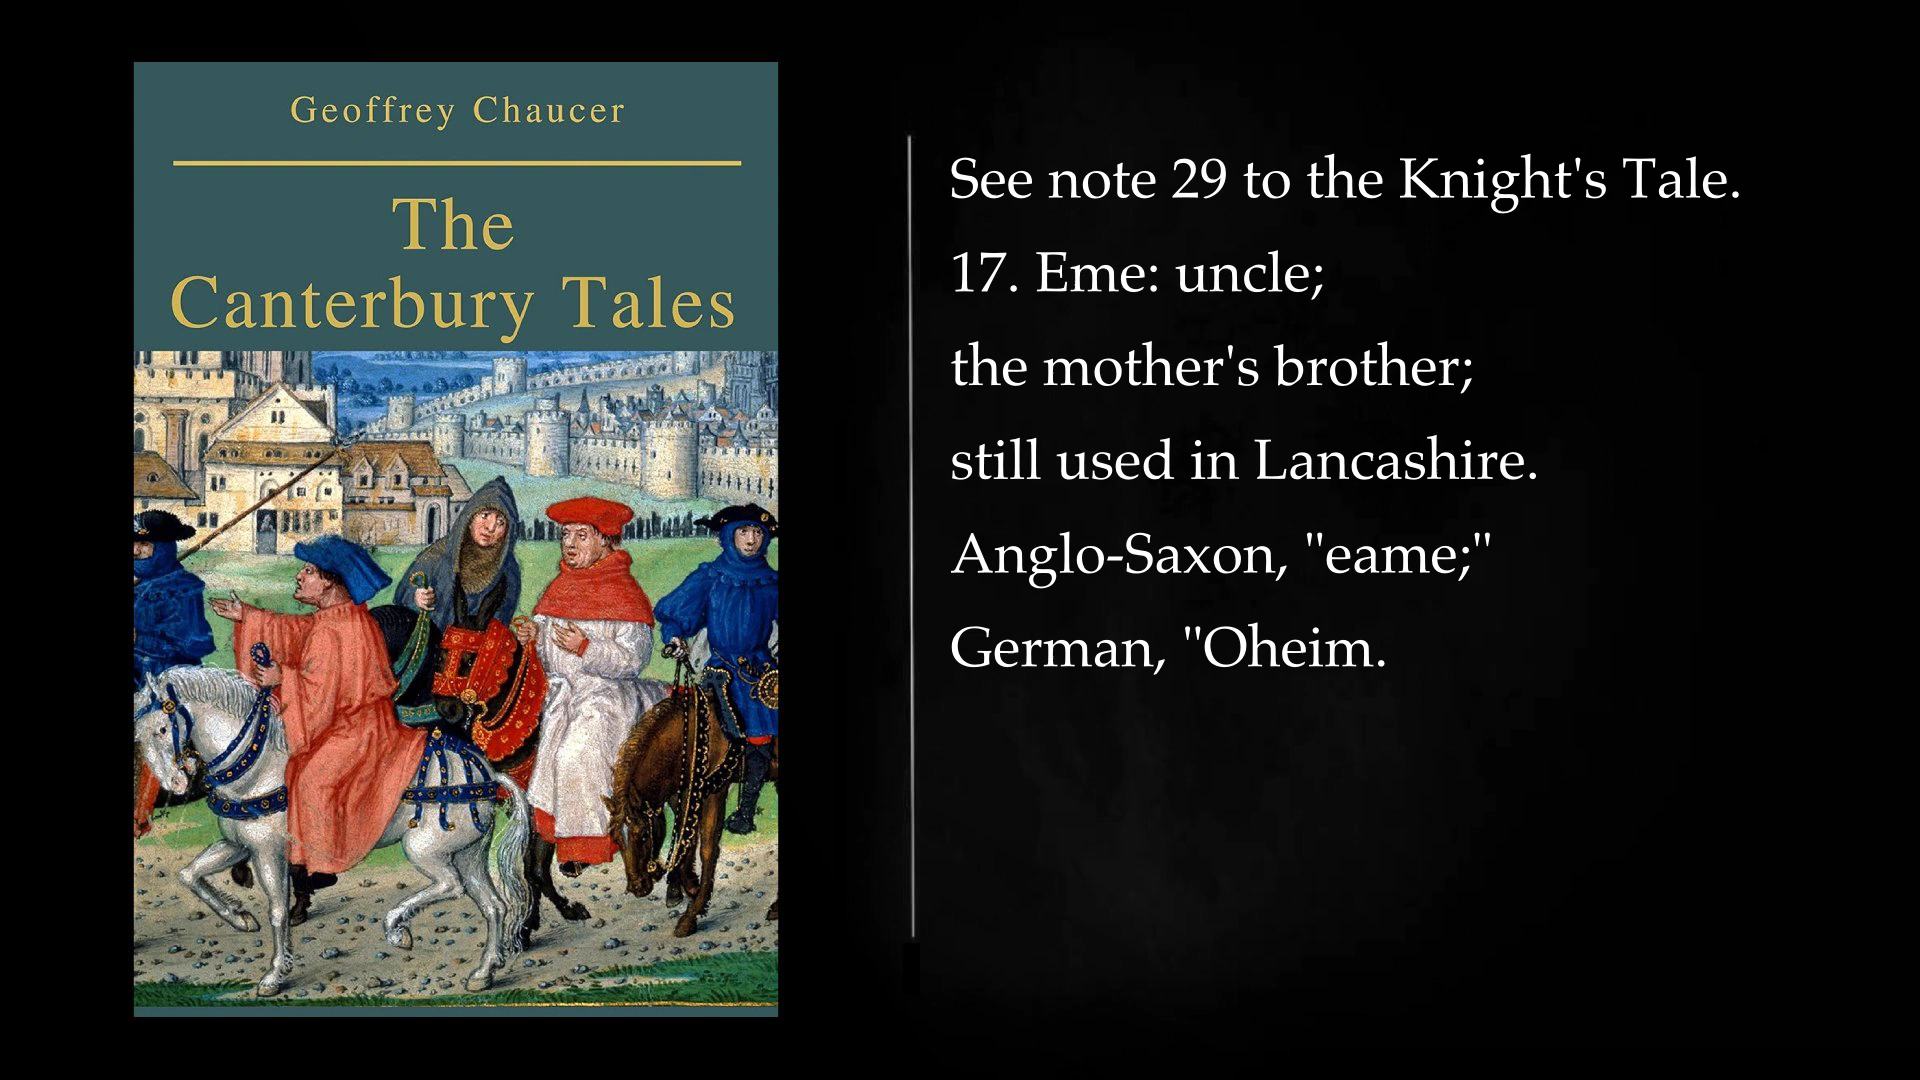 Geoffrey Chaucer
The
Canterbury Tales
See note 29 to the Knight's Tale.
17. Eme: uncle;
the mother's brother;
still used in Lancashire.
Anglo-Saxon, "eame;"
German, "Oheim.